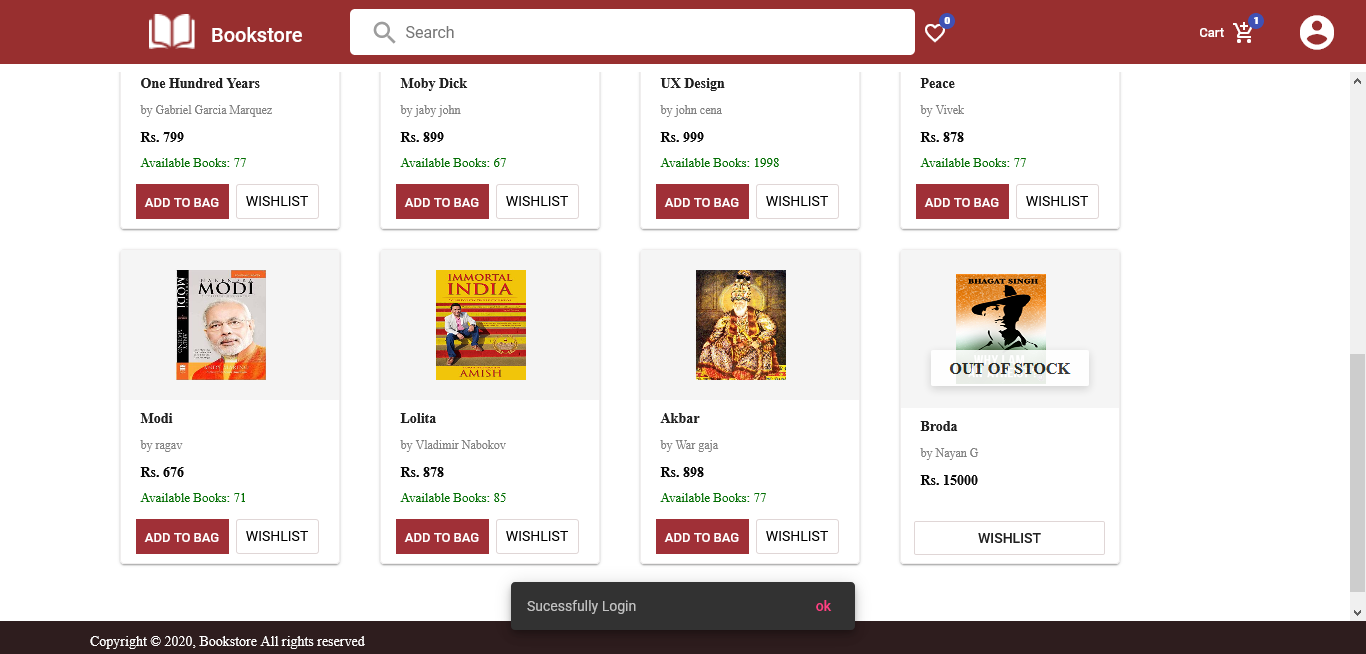 Bookstore
Search
0
Cart
1
One Hundred Years
by Gabriel Garcia Marquez
Rs. 799
Available Books: 77
ADD TO BAG
WISHLIST
Moby Dick
by jaby john
Rs. 899
Available Books: 67
ADD TO BAG
WISHLIST
UX Design
by john cena
Rs. 999
Available Books: 1998
ADD TO BAG
WISHLIST
Peace
by Vivek
Rs. 878
Available Books: 77
ADD TO BAG
WISHLIST
MODI
NARENDRA
MODI
Modi
by ragav
Rs. 676
Available Books: 71
ADD TO BAG
WISHLIST
IMMORTAL
INDIA
AMISH
Lolita
by Vladimir Nabokov
Rs. 878
Available Books: 85
ADD TO BAG
WISHLIST
Akbar
by War gaja
Rs. 898
Available Books: 77
ADD TO BAG
WISHLIST
BHAGAT SINGH
OUT OF STOCK
Broda
by Nayan G
Rs. 15000
WISHLIST
Sucessfully Login
ok
Copyright © 2020, Bookstore All rights reserved